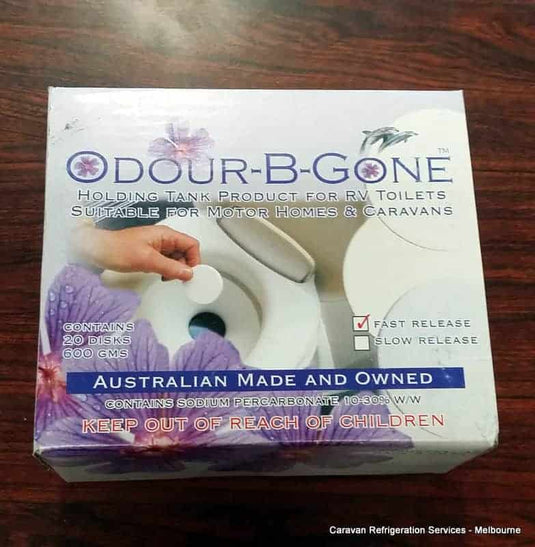 ODOUR-B-GONE™
HOLDING TANK PRODUCT FOR RV TOILETS
SUITABLE FOR MOTOR HOMES & CARAVANS
CONTAINS
20 DISKS
600 GMS
FAST RELEASE
SLOW RELEASE
AUSTRALIAN MADE AND OWNED
CONTAINS SODIUM PERCARBONATE 10-30% W/W
KEEP OUT OF REACH OF CHILDREN
Caravan Refrigeration Services - Melbourne